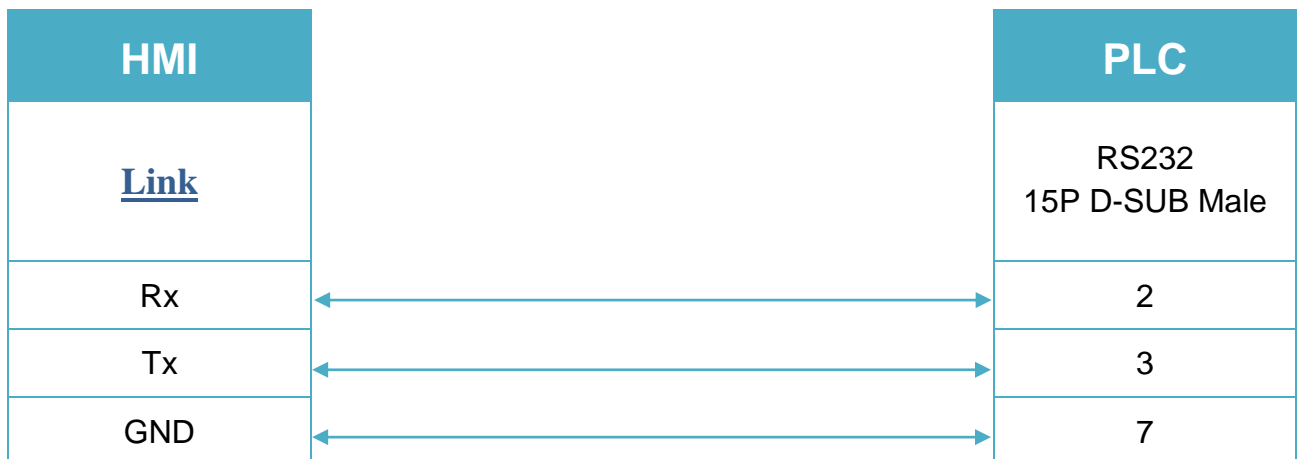 HMI
PLC
Link
RS232
15P D-SUB Male
Rx
2
Tx
3
GND
7